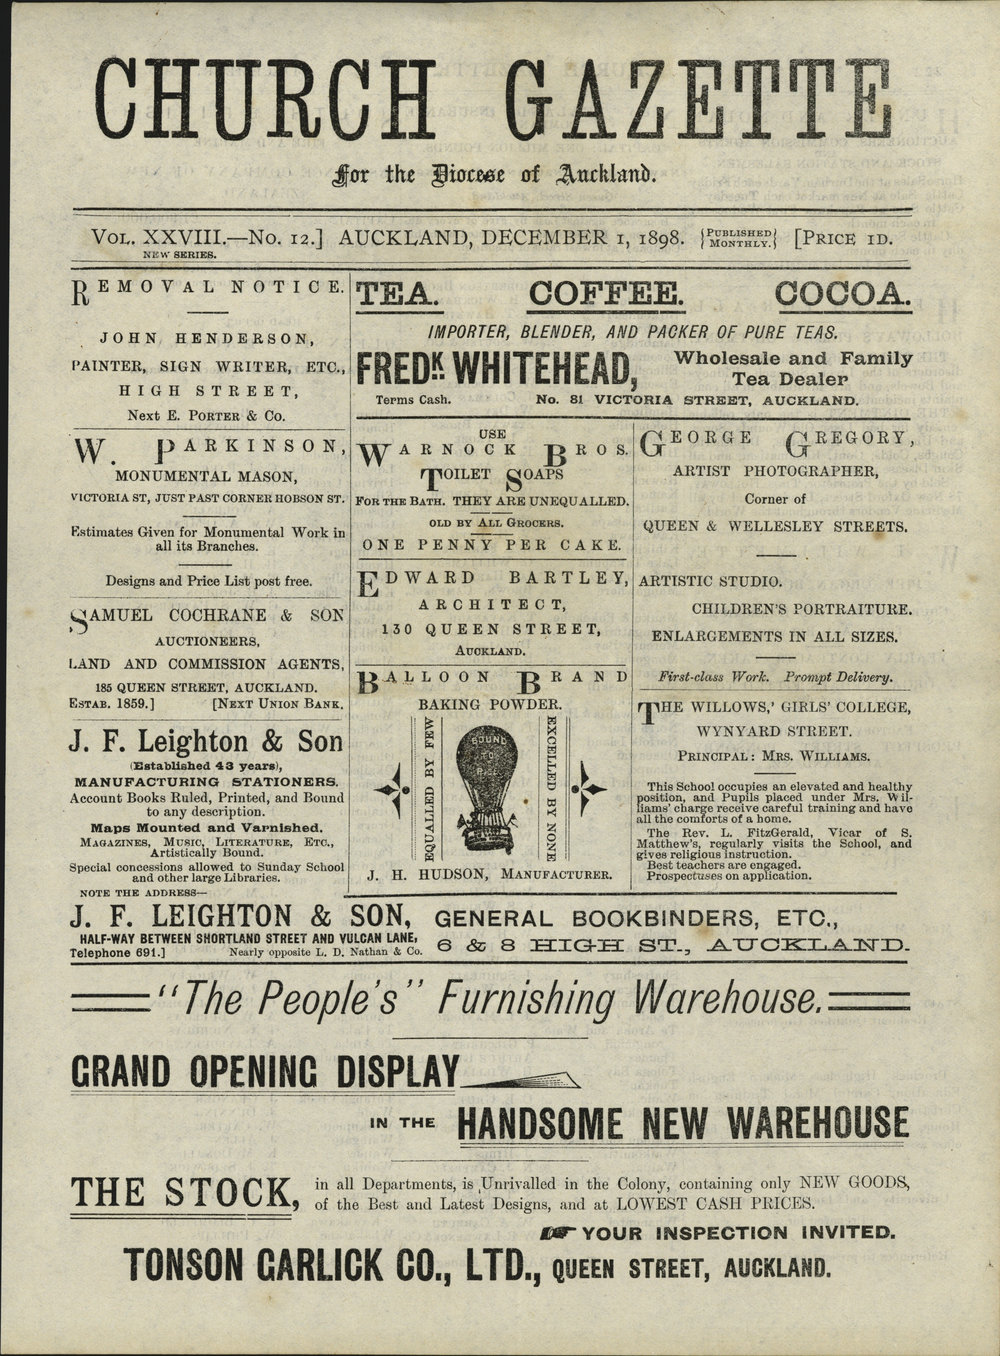 CHURCH GAZETTE
For the Diocese of Auckland.
VOL. XXVIII.—No. 12.] AUCKLAND, DECEMBER 1, 1898. {PUBLISHED MONTHLY.} [PRICE 1D.
NEW SERIES.
REMOVAL NOTICE.
JOHN HENDERSON,
PAINTER, SIGN WRITER, ETC.,
HIGH STREET,
Next E. PORTER & Co.
W. PARKINSON,
MONUMENTAL MASON,
VICTORIA ST, JUST PAST CORNER HOBSON ST.
Estimates Given for Monumental Work in
all its Branches.
Designs and Price List post free.
SAMUEL COCHRANE & SON
AUCTIONEERS,
LAND AND COMMISSION AGENTS,
185 QUEEN STREET, AUCKLAND.
ESTAB. 1859.] [NEXT UNION BANK.
J. F. Leighton & Son
(Established 43 years),
MANUFACTURING STATIONERS.
Account Books Ruled, Printed, and Bound
to any description.
Maps Mounted and Varnished.
MAGAZINES, MUSIC, LITERATURE, ETC.,
Artistically Bound.
Special concessions allowed to Sunday School
and other large Libraries.
NOTE THE ADDRESS—
TEA. COFFEE. COCOA.
IMPORTER, BLENDER, AND PACKER OF PURE TEAS.
FREDK. WHITEHEAD, Wholesale and Family
Tea Dealer
Terms Cash. No. 81 VICTORIA STREET, AUCKLAND.
USE
WARNOCK BROS.
TOILET SOAPS
FOR THE BATH. THEY ARE UNEQUALLED.
OLD BY ALL GROCERS.
ONE PENNY PER CAKE.
EDWARD BARTLEY,
ARCHITECT,
130 QUEEN STREET,
AUCKLAND.
BALLOON BRAND
BAKING POWDER.
EQUALLED BY FEW
BOUND
EXCELLED BY NONE
J. H. HUDSON, MANUFACTURER.
GEORGE GREGORY,
ARTIST PHOTOGRAPHER,
Corner of
QUEEN & WELLESLEY STREETS.
ARTISTIC STUDIO.
CHILDREN'S PORTRAITURE.
ENLARGEMENTS IN ALL SIZES.
First-class Work. Prompt Delivery.
THE WILLOWS,' GIRLS' COLLEGE,
WYNYARD STREET.
PRINCIPAL: MRS. WILLIAMS.
This School occupies an elevated and healthy
position, and Pupils placed under Mrs. Wil-
liams' charge receive careful training and have
all the comforts of a home.
The Rev. L. FitzGerald, Vicar of S.
Matthew's, regularly visits the School, and
gives religious instruction.
Best teachers are engaged.
Prospectuses on application.
J. F. LEIGHTON & SON, GENERAL BOOKBINDERS, ETC.,
HALF-WAY BETWEEN SHORTLAND STREET AND VULCAN LANE, 6 & 8 HIGH ST., AUCKLAND.
Telephone 691.] Nearly opposite L. D. Nathan & Co.
"The People's" Furnishing Warehouse.
GRAND OPENING DISPLAY
IN THE HANDSOME NEW WAREHOUSE
THE STOCK, in all Departments, is Unrivalled in the Colony, containing only NEW GOODS,
of the Best and Latest Designs, and at LOWEST CASH PRICES.
YOUR INSPECTION INVITED.
TONSON GARLICK CO., LTD., QUEEN STREET, AUCKLAND.